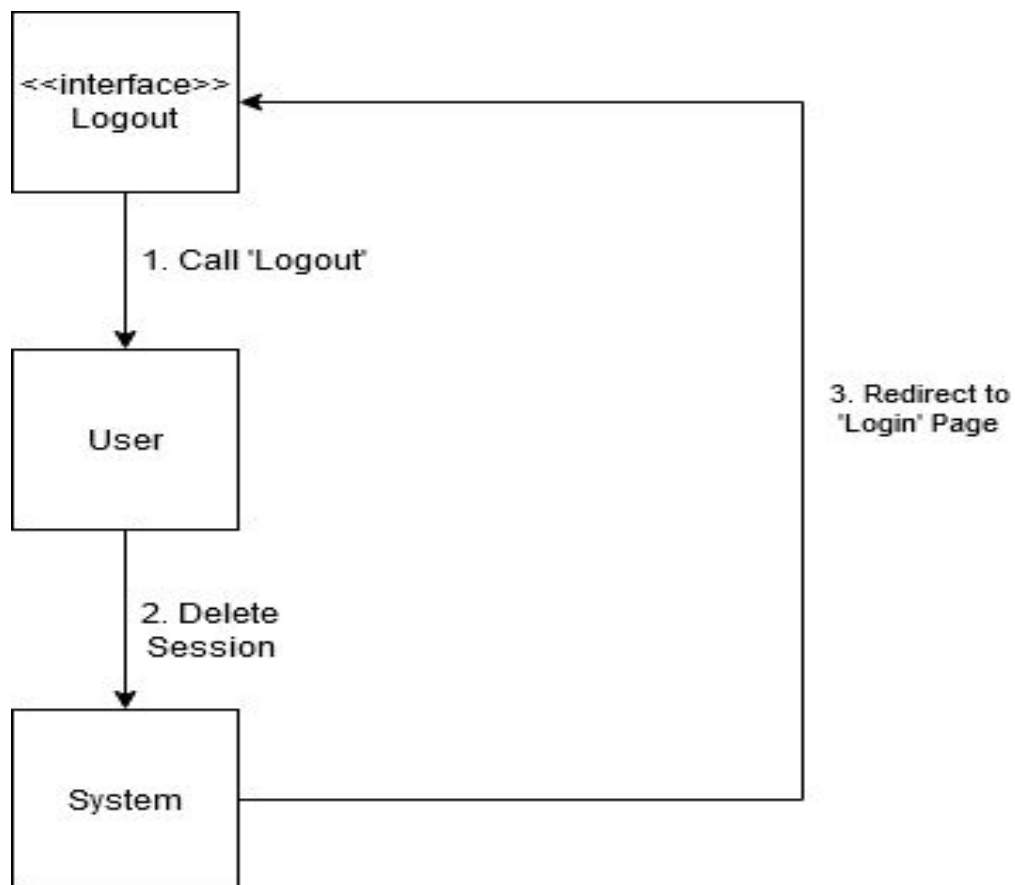 <<interface>>
Logout
1. Call 'Logout'
User
3. Redirect to
'Login' Page
2. Delete
Session
System